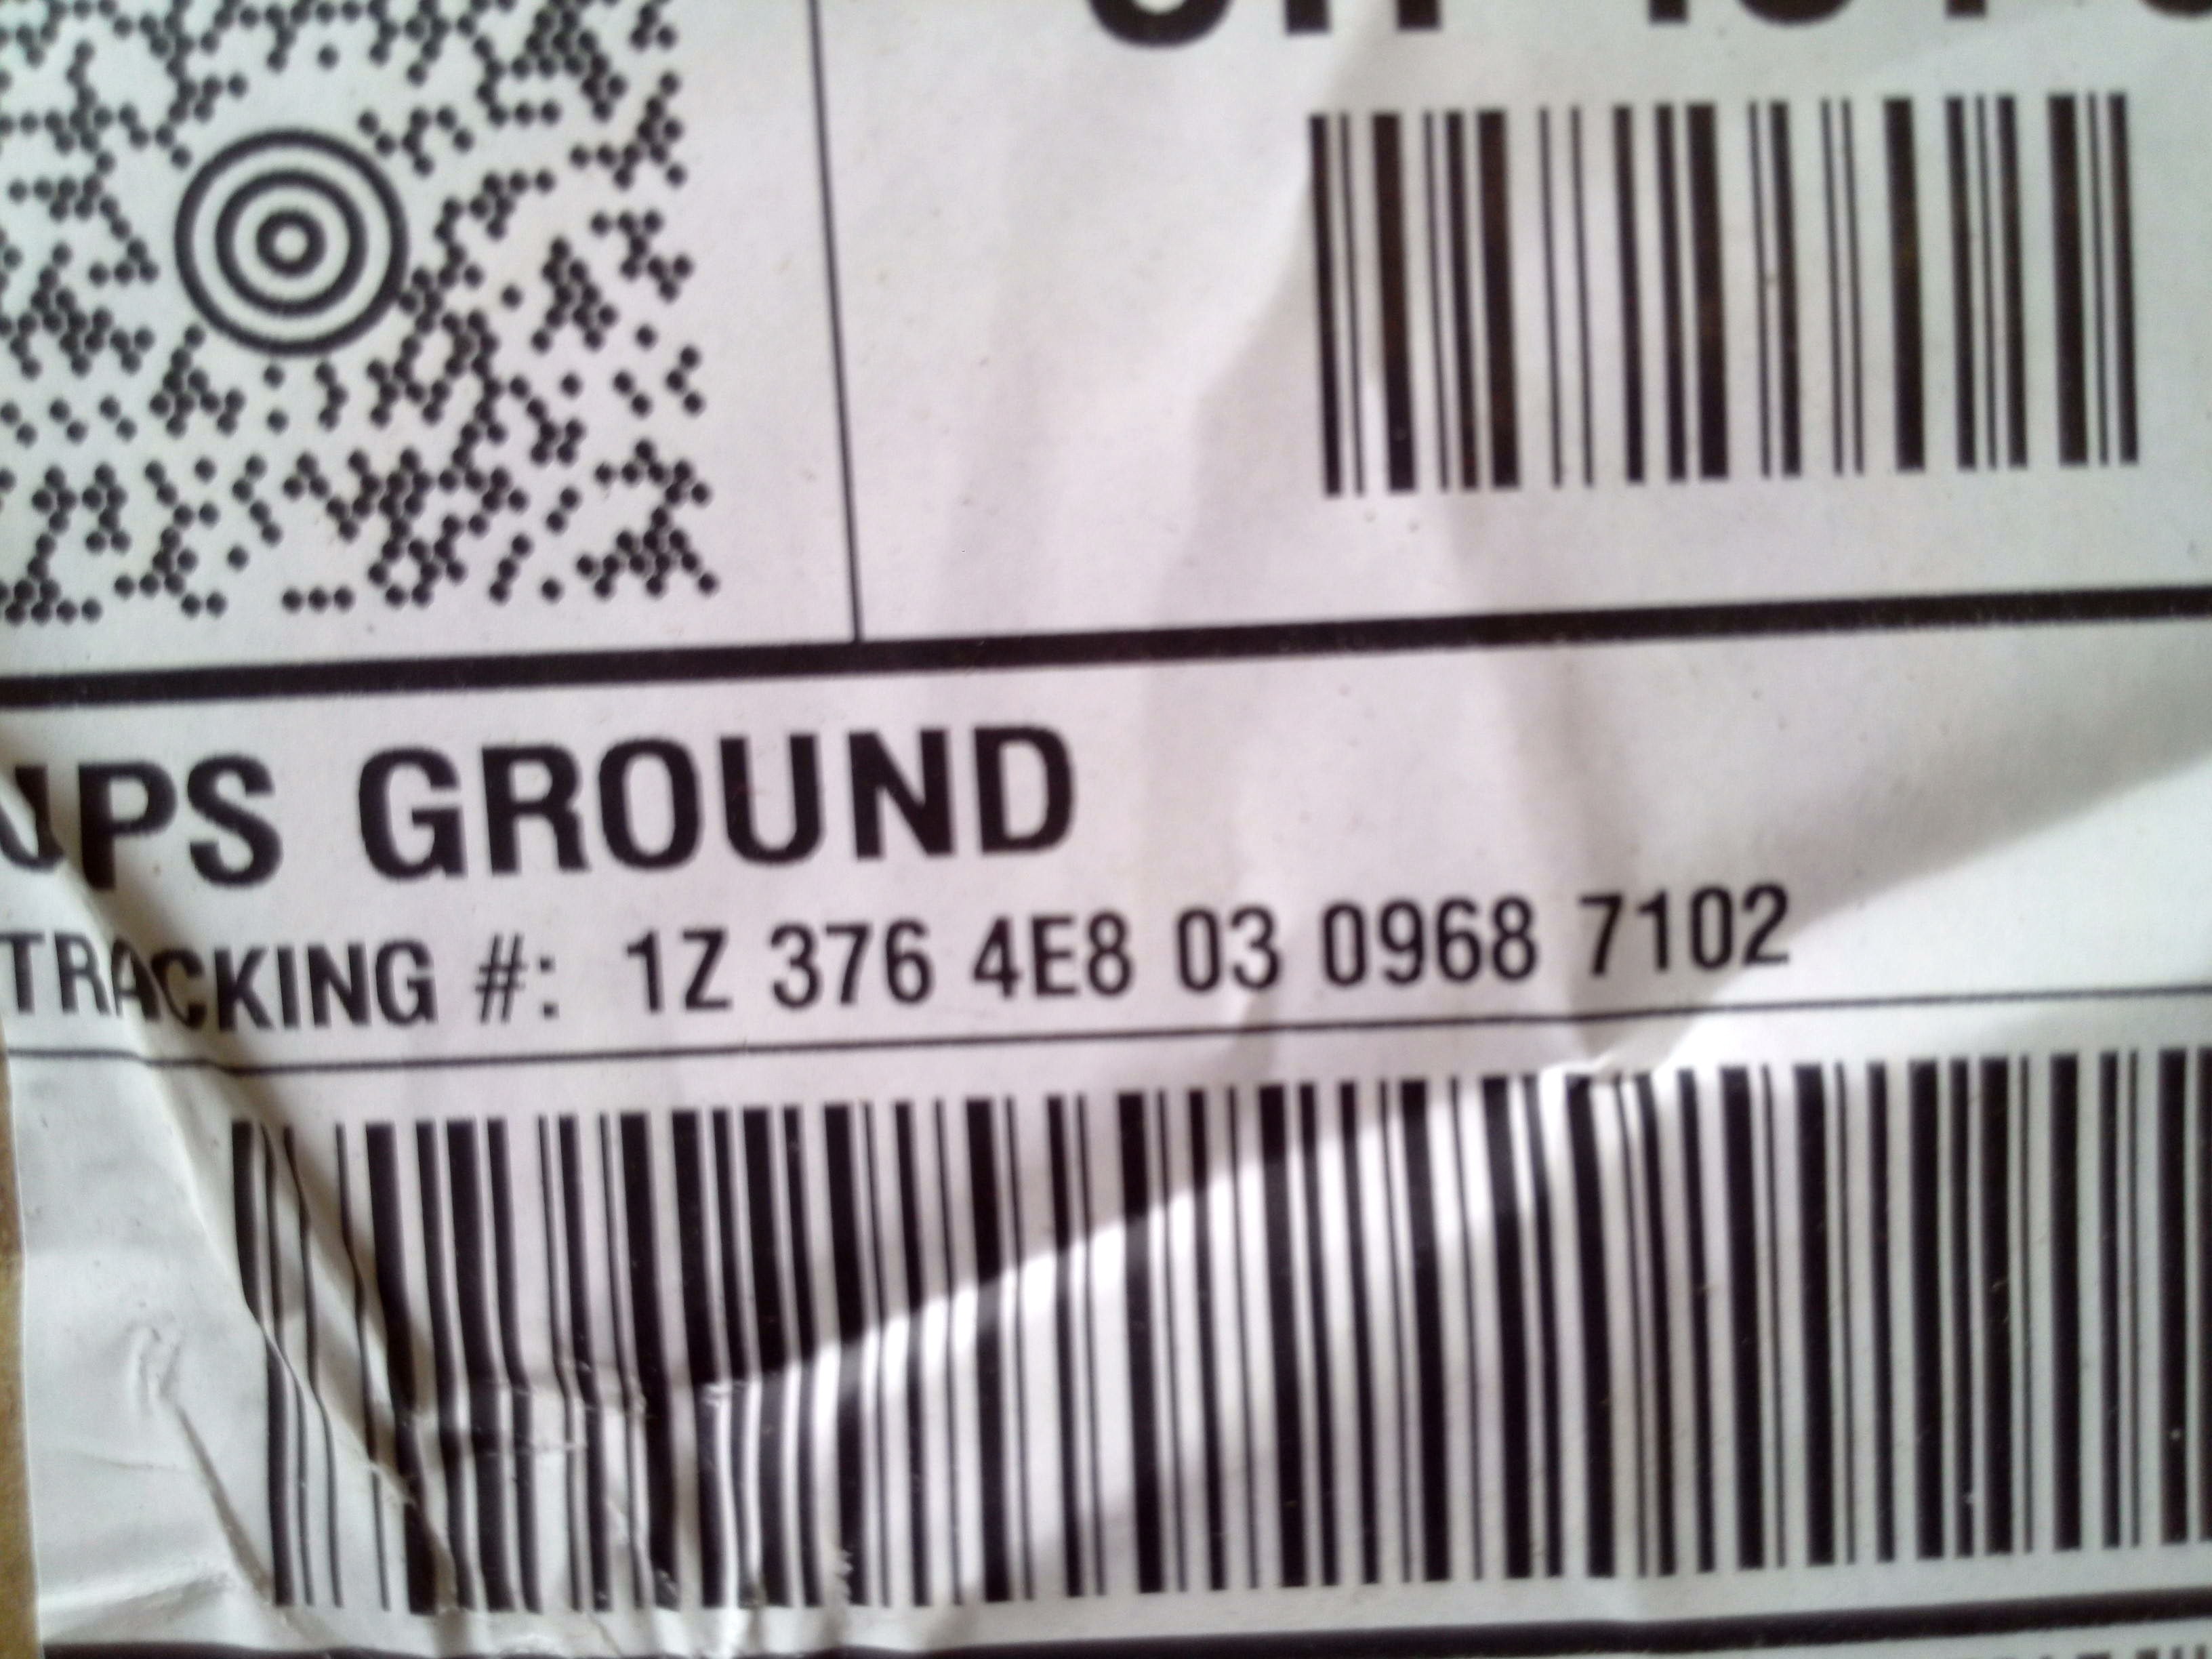 UPS GROUND
TRACKING #: 1Z 376 4E8 03 0968 7102